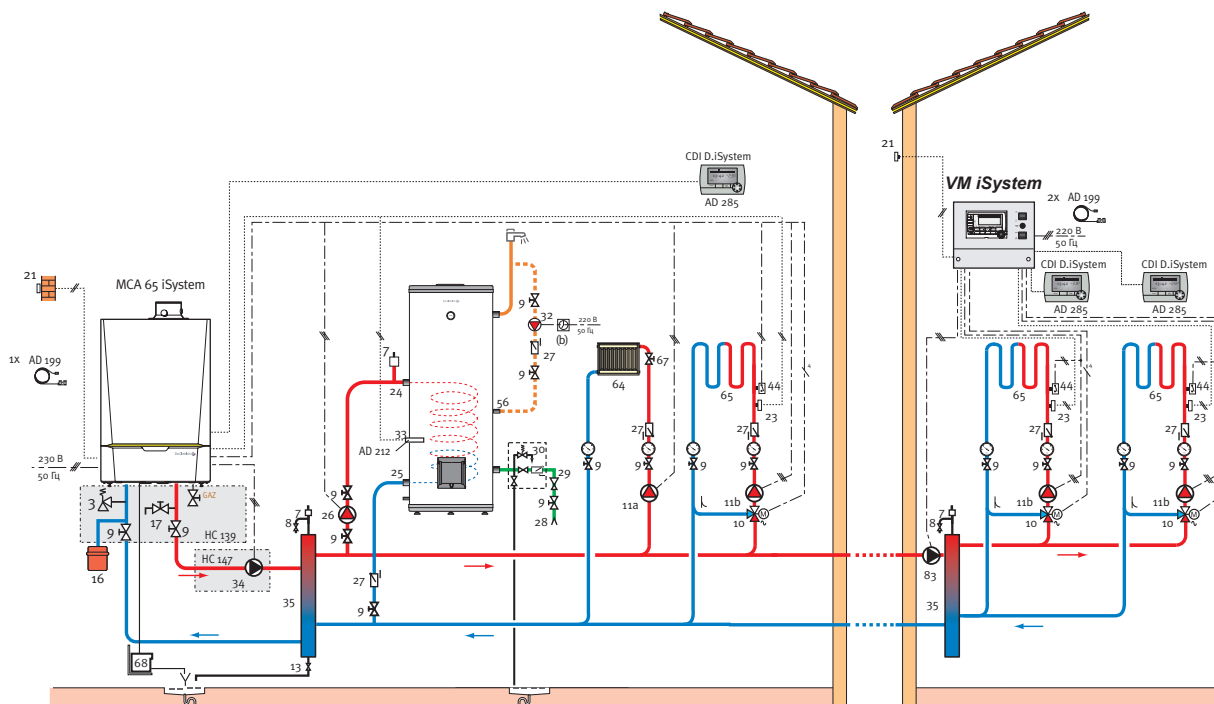 CDI D.iSystem
AD 285
21
VM iSystem
2x AD 199
220 В
50 Гц
CDI D.iSystem
AD 285
CDI D.iSystem
AD 285
21
MCA 65 iSystem
1x AD 199
230 В
50 Гц
9
32
(b)
220 В
50 Гц
27
9
7
24
56
33
AD 212
25
30
29
9
28
9
26
9
64
67
65
44
23
27
9
9
9
11a
11b
10
M
65
44
23
27
9
9
11b
10
M
65
44
23
27
9
9
11b
10
M
3
GAZ
17
9
9
HC 139
16
HC 147
34
7
8
35
27
9
13
68
7
8
83
35